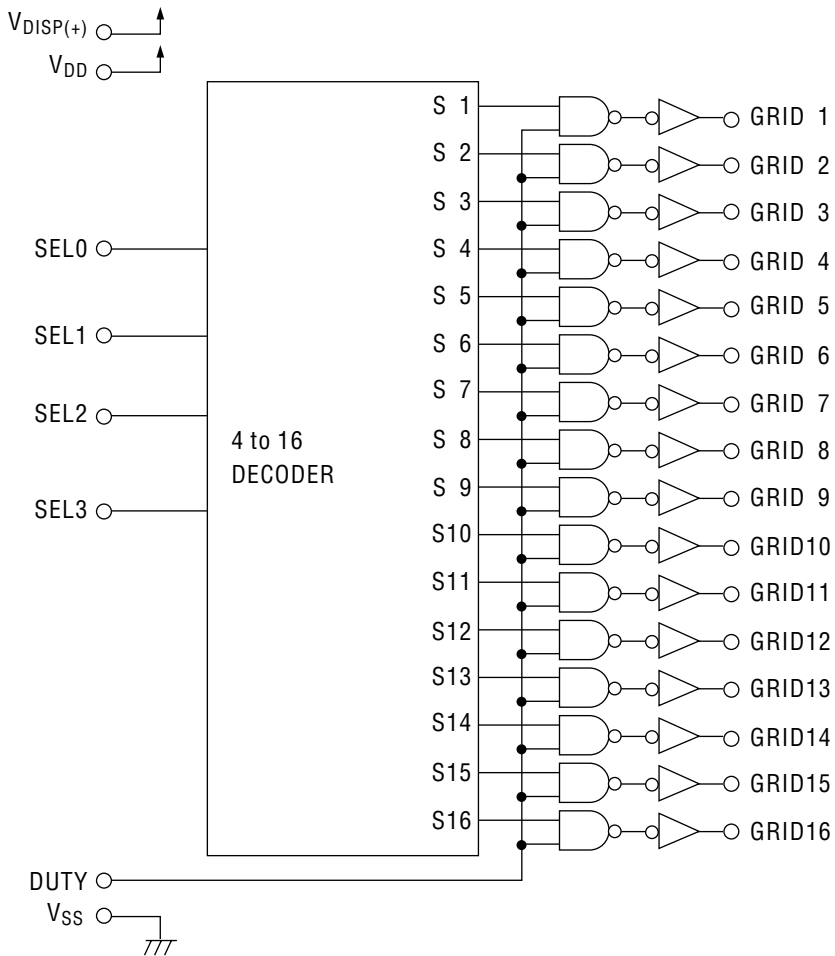 VDISP(+)
VDD
SEL0
SEL1
SEL2
SEL3
4 to 16
DECODER
S 1
S 2
S 3
S 4
S 5
S 6
S 7
S 8
S 9
S10
S11
S12
S13
S14
S15
S16
GRID 1
GRID 2
GRID 3
GRID 4
GRID 5
GRID 6
GRID 7
GRID 8
GRID 9
GRID10
GRID11
GRID12
GRID13
GRID14
GRID15
GRID16
DUTY
VSS